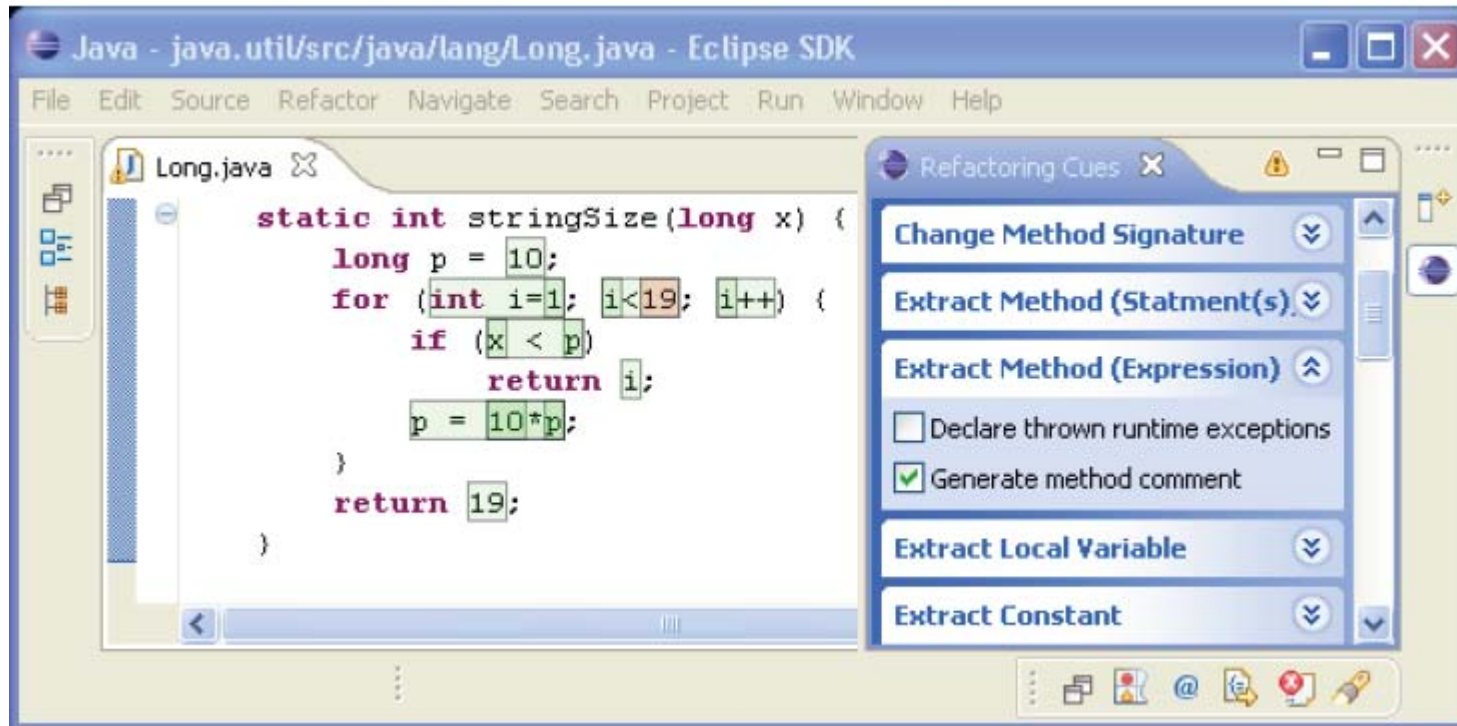 Java - java.util/src/java/lang/Long.java - Eclipse SDK
File Edit Source Refactor Navigate Search Project Run Window Help
Long.java
static int stringSize(long x) {
long p = 10;
for (int i=1; i<19; i++) {
if (x < p)
return i;
p = 10*p;
}
return 19;
}
Refactoring Cues
Change Method Signature
Extract Method (Statment(s)
Extract Method (Expression)
Declare thrown runtime exceptions
Generate method comment
Extract Local Variable
Extract Constant